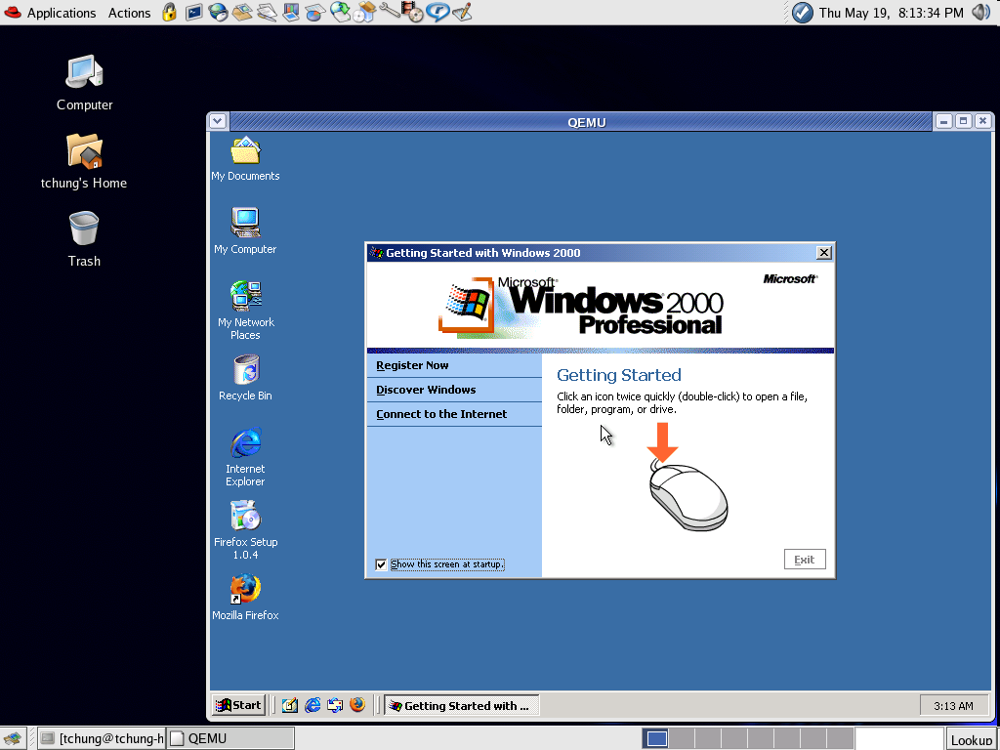 Applications Actions
Thu May 19, 8:13:34 PM
Computer
tchung's Home
Trash
QEMU
My Documents
My Computer
My Network
Places
Recycle Bin
Internet
Explorer
Firefox Setup
1.0.4
Mozilla Firefox
Getting Started with Windows 2000
Microsoft
Windows 2000
Professional
Microsoft
Register Now
Discover Windows
Connect to the Internet
Show this screen at startup.
Getting Started
Click an icon twice quickly (double-click) to open a file,
folder, program, or drive.
Exit
Start
Getting Started with ...
3:13 AM
[tchung@tchung-h
QEMU
Lookup